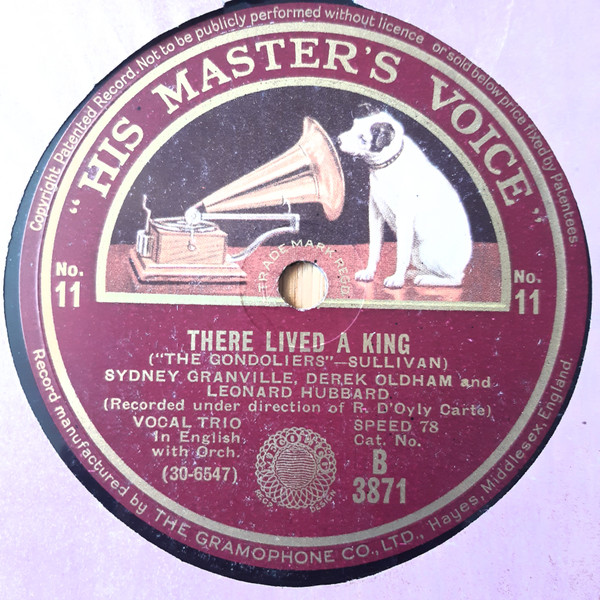 Copyright Patented Record. Not to be publicly performed without licence or sold below price fixed by Patentees.
"HIS MASTER'S VOICE"
TRADE MARK REGD
No. 11
No. 11
THERE LIVED A KING
("THE GONDOLIERS"—SULLIVAN)
SYDNEY GRANVILLE, DEREK OLDHAM and
LEONARD HUBBARD
(Recorded under direction of R. D'Oyly Carte)
VOCAL TRIO SPEED 78
In English Cat. No.
with Orch. B
(30-6547) 3871
Record manufactured by THE GRAMOPHONE CO., LTD., Hayes, Middlesex, England.